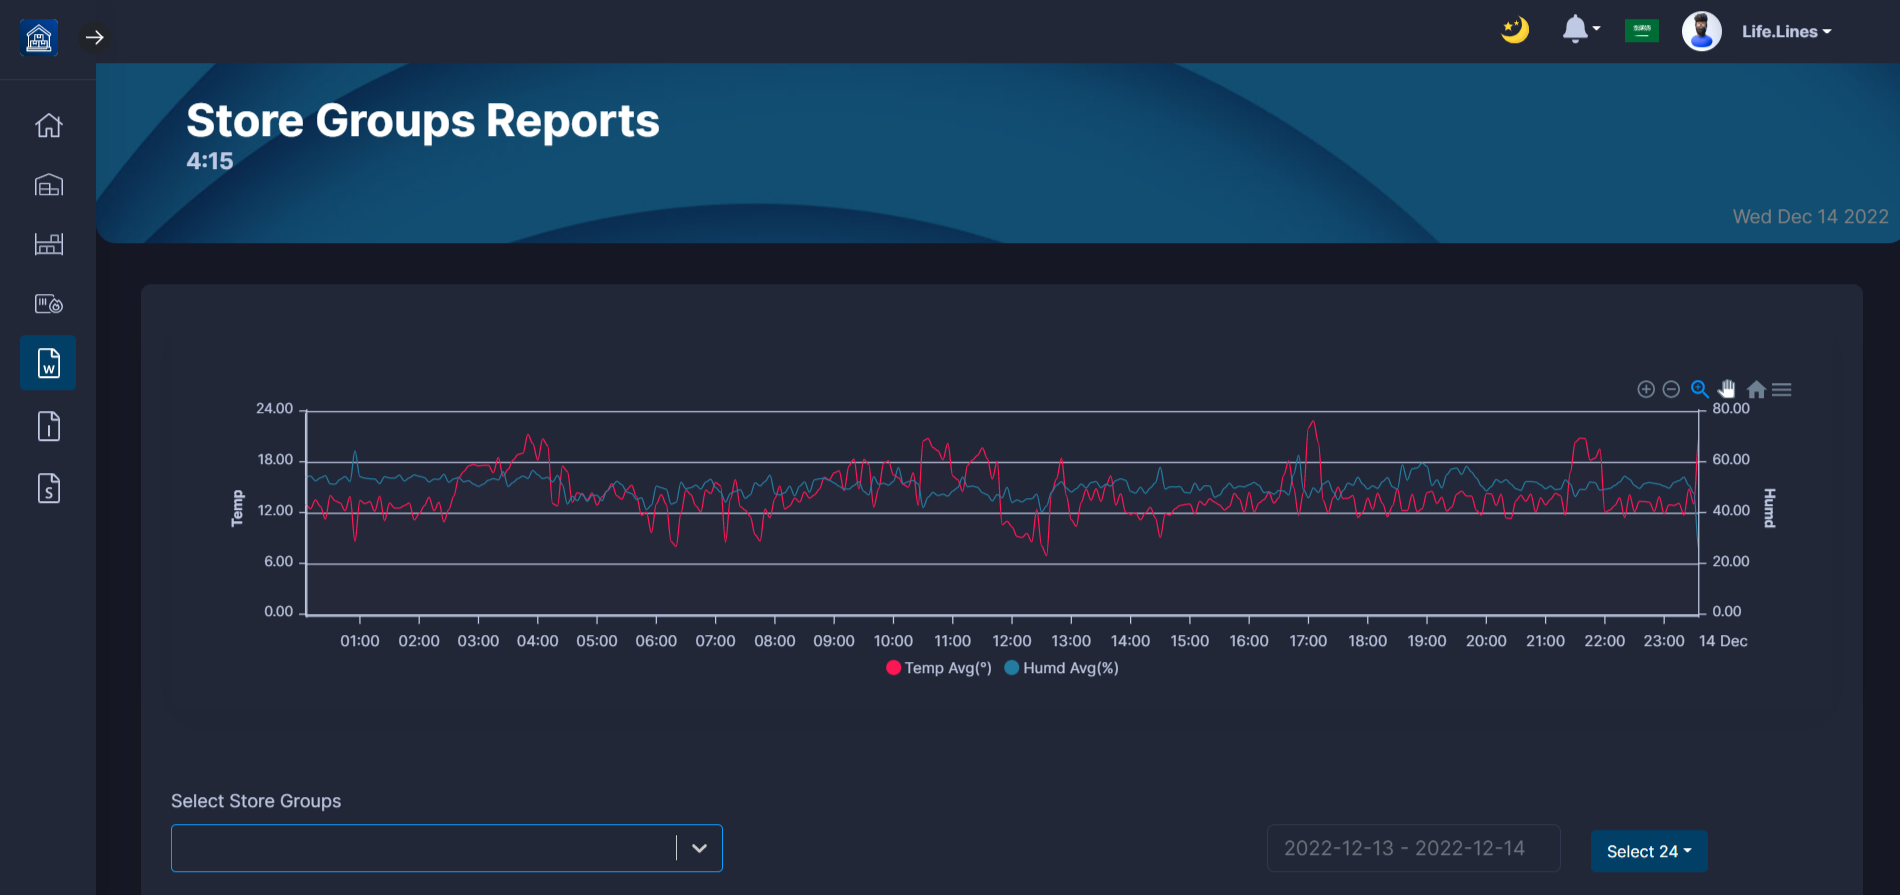 Life.Lines
Store Groups Reports
4:15
Wed Dec 14 2022
24.00
18.00
12.00
6.00
0.00
Temp
80.00
60.00
40.00
20.00
0.00
Humd
01:00 02:00 03:00 04:00 05:00 06:00 07:00 08:00 09:00 10:00 11:00 12:00 13:00 14:00 15:00 16:00 17:00 18:00 19:00 20:00 21:00 22:00 23:00 14 Dec
Temp Avg(°) Humd Avg(%)
W
I
S
Select Store Groups
2022-12-13 - 2022-12-14
Select 24